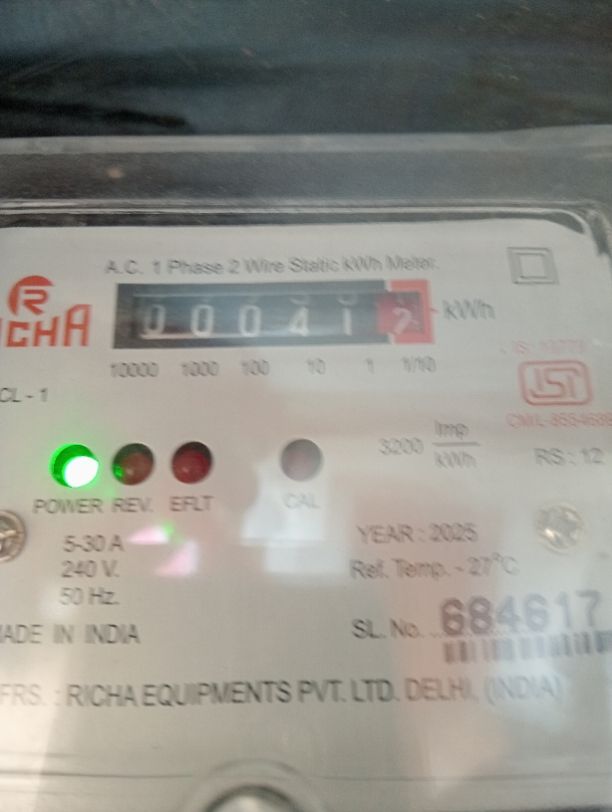 A.C. 1 Phase 2 Wire Static kWh Meter.
R
RICHA
0 0 0 4 1 2 - kWh
10000 1000 100 10 1 1/10
CL - 1
ISI
3200 Imp/kWh
RS : 12
POWER REV. EFLT CAL
5-30 A
240 V.
50 Hz.
YEAR : 2025
Ref. Temp. - 27°C
MADE IN INDIA
SL. No. 684617
MFRS. : RICHA EQUIPMENTS PVT. LTD. DELHI, (INDIA)